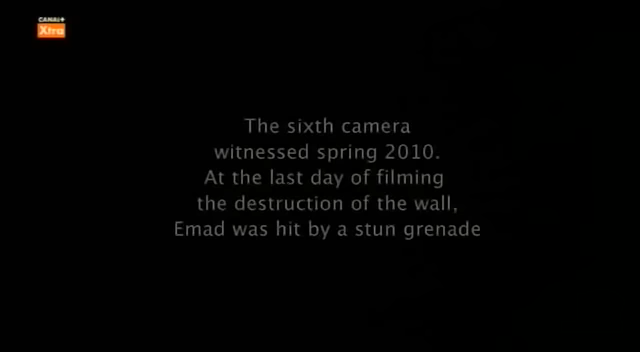 CANAL+
Xtra
The sixth camera
witnessed spring 2010.
At the last day of filming
the destruction of the wall,
Emad was hit by a stun grenade